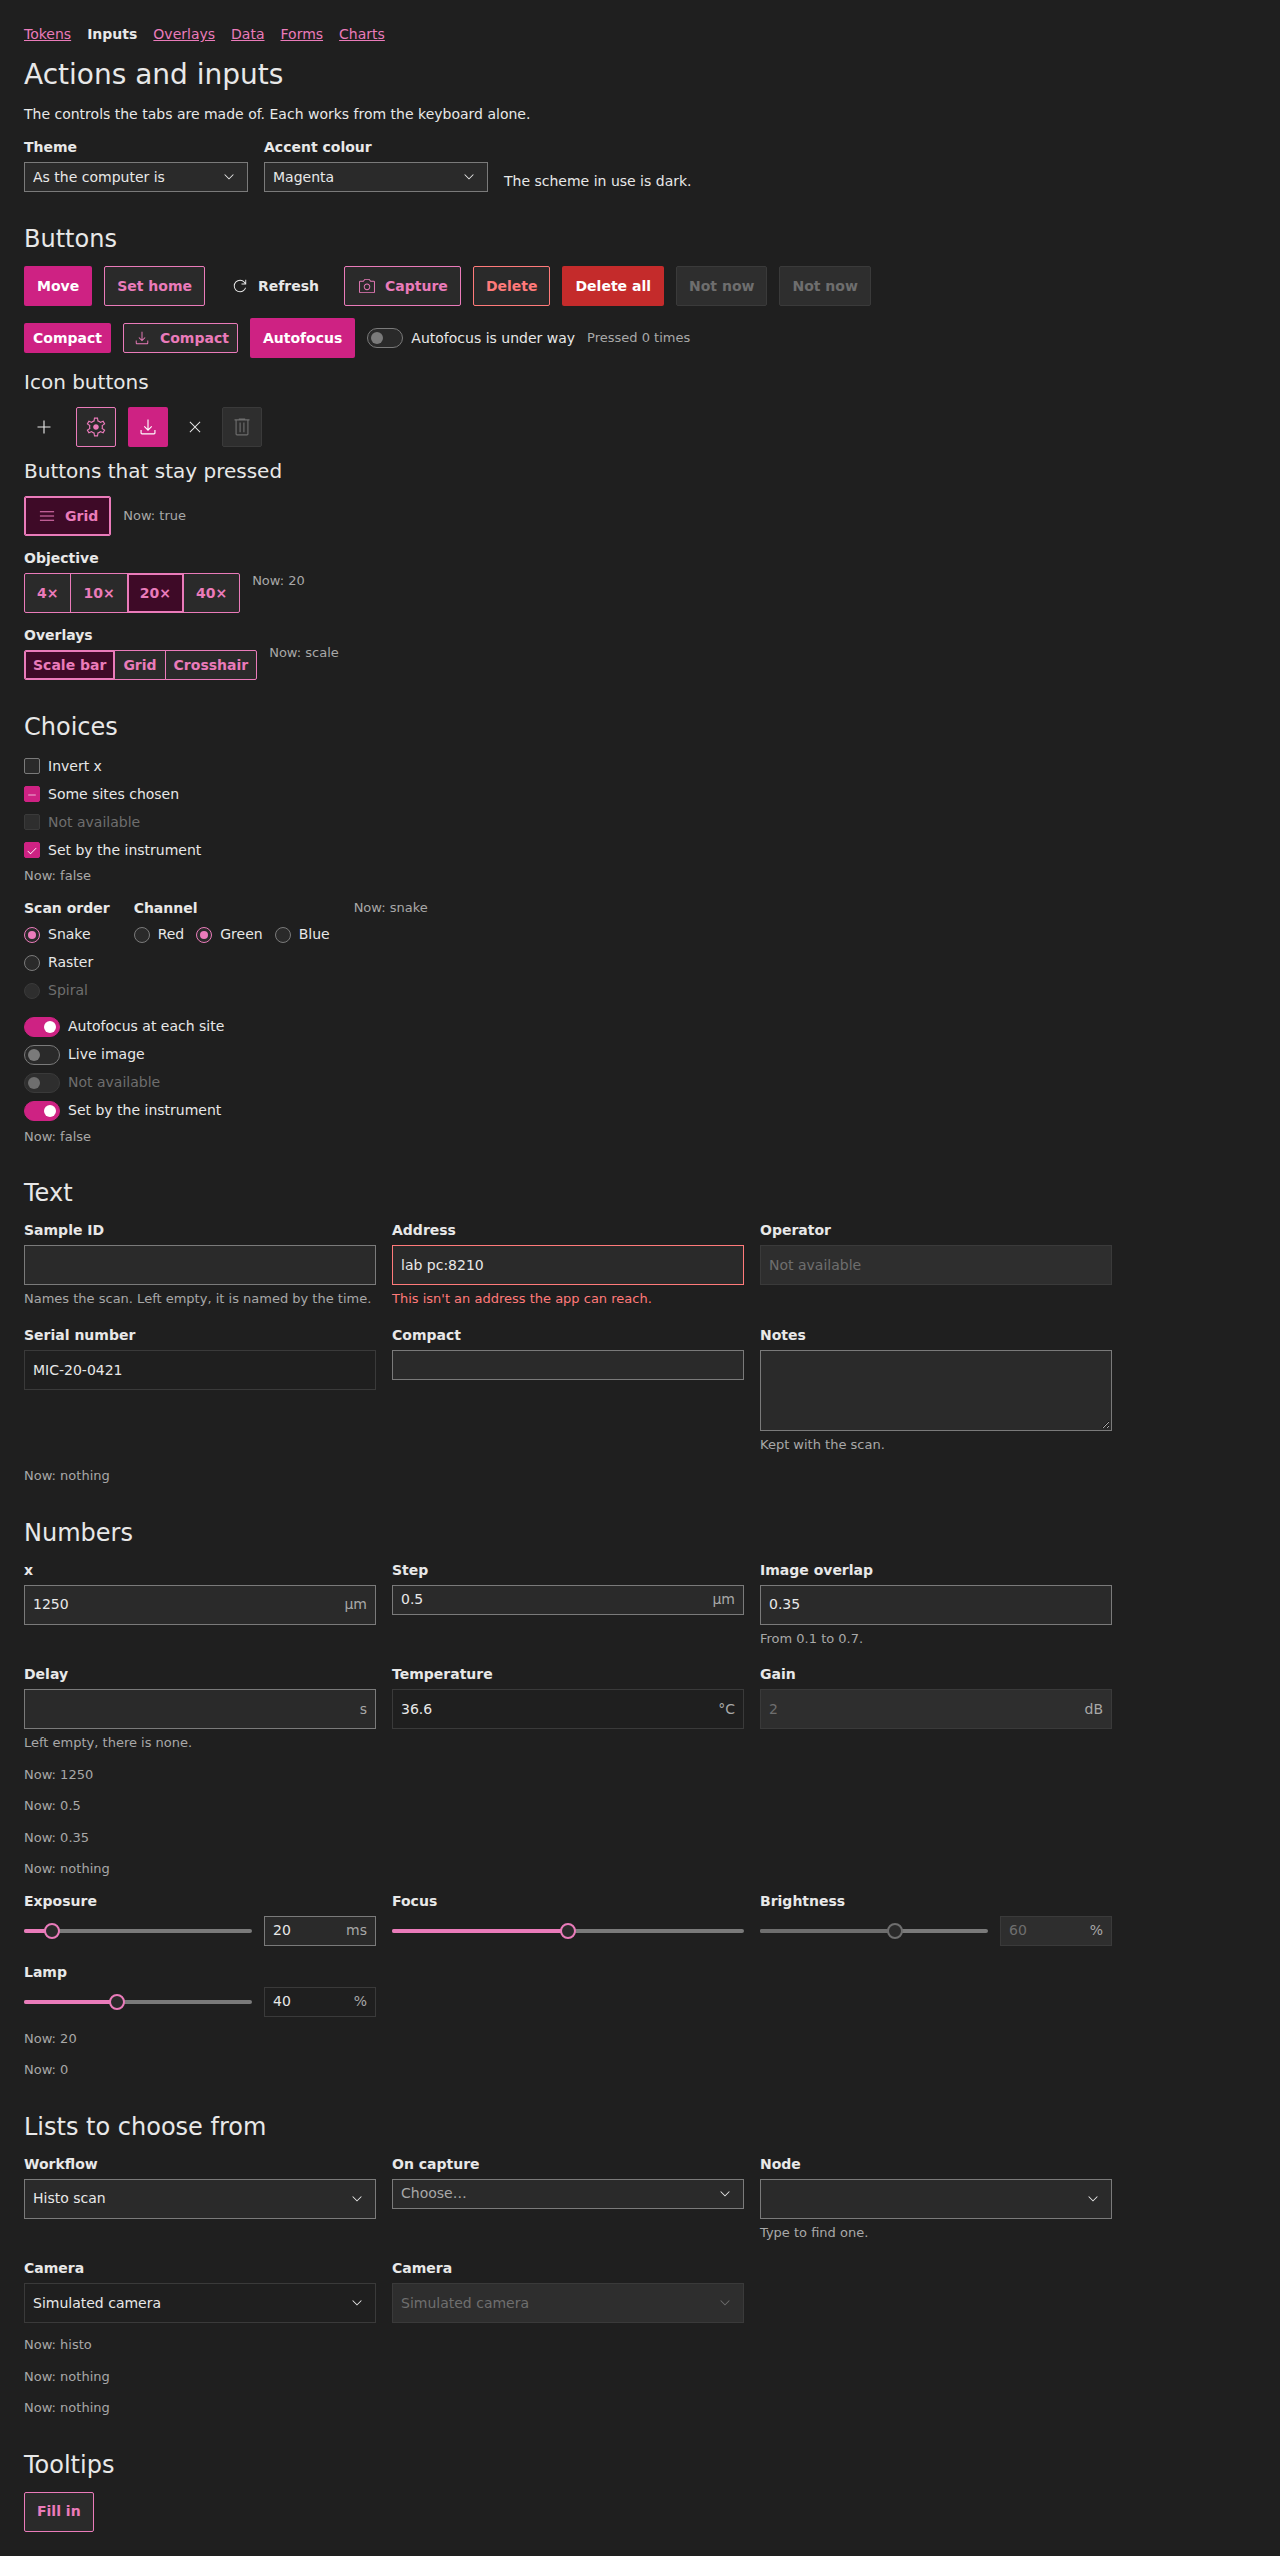 Tokens Inputs Overlays Data Forms Charts
Actions and inputs
The controls the tabs are made of. Each works from the keyboard alone.
Theme Accent colour
As the computer is Magenta The scheme in use is dark.
Buttons
Move Set home Refresh Capture Delete Delete all Not now Not now
Compact Compact Autofocus Autofocus is under way Pressed 0 times
Icon buttons
Buttons that stay pressed
Grid Now: true
Objective
4× 10× 20× 40× Now: 20
Overlays
Scale bar Grid Crosshair Now: scale
Choices
Invert x
Some sites chosen
Not available
Set by the instrument
Now: false
Scan order Channel Now: snake
Snake Red Green Blue
Raster
Spiral
Autofocus at each site
Live image
Not available
Set by the instrument
Now: false
Text
Sample ID Address Operator
lab pc:8210 Not available
Names the scan. Left empty, it is named by the time. This isn't an address the app can reach.
Serial number Compact Notes
MIC-20-0421
Kept with the scan.
Now: nothing
Numbers
x Step Image overlap
1250 µm 0.5 µm 0.35
From 0.1 to 0.7.
Delay Temperature Gain
s 36.6 °C 2 dB
Left empty, there is none.
Now: 1250
Now: 0.5
Now: 0.35
Now: nothing
Exposure Focus Brightness
20 ms 60 %
Lamp
40 %
Now: 20
Now: 0
Lists to choose from
Workflow On capture Node
Histo scan Choose…
Type to find one.
Camera Camera
Simulated camera Simulated camera
Now: histo
Now: nothing
Now: nothing
Tooltips
Fill in